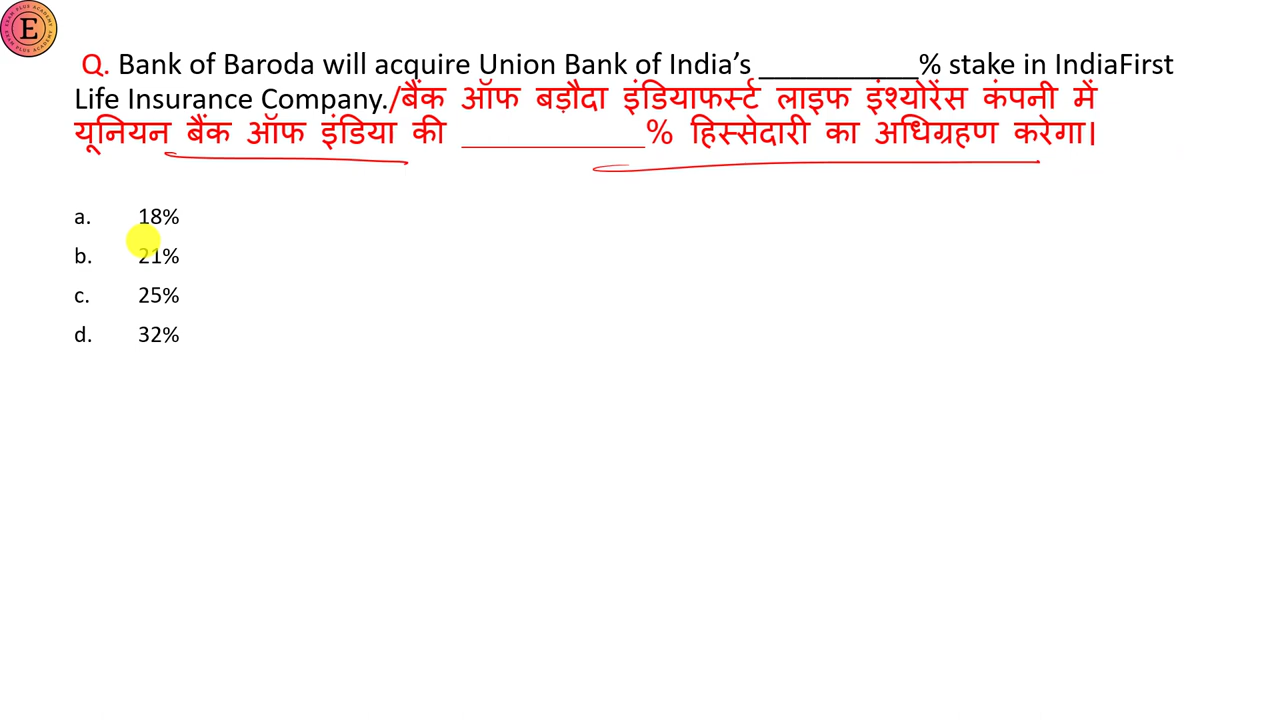 E
Q. Bank of Baroda will acquire Union Bank of India’s ___________% stake in IndiaFirst
Life Insurance Company./बैंक ऑफ बड़ौदा इंडियाफर्स्ट लाइफ इंश्योरेंस कंपनी में
यूनियन बैंक ऑफ इंडिया की ____________% हिस्सेदारी का अधिग्रहण करेगा।
a. 18%
b. 21%
c. 25%
d. 32%